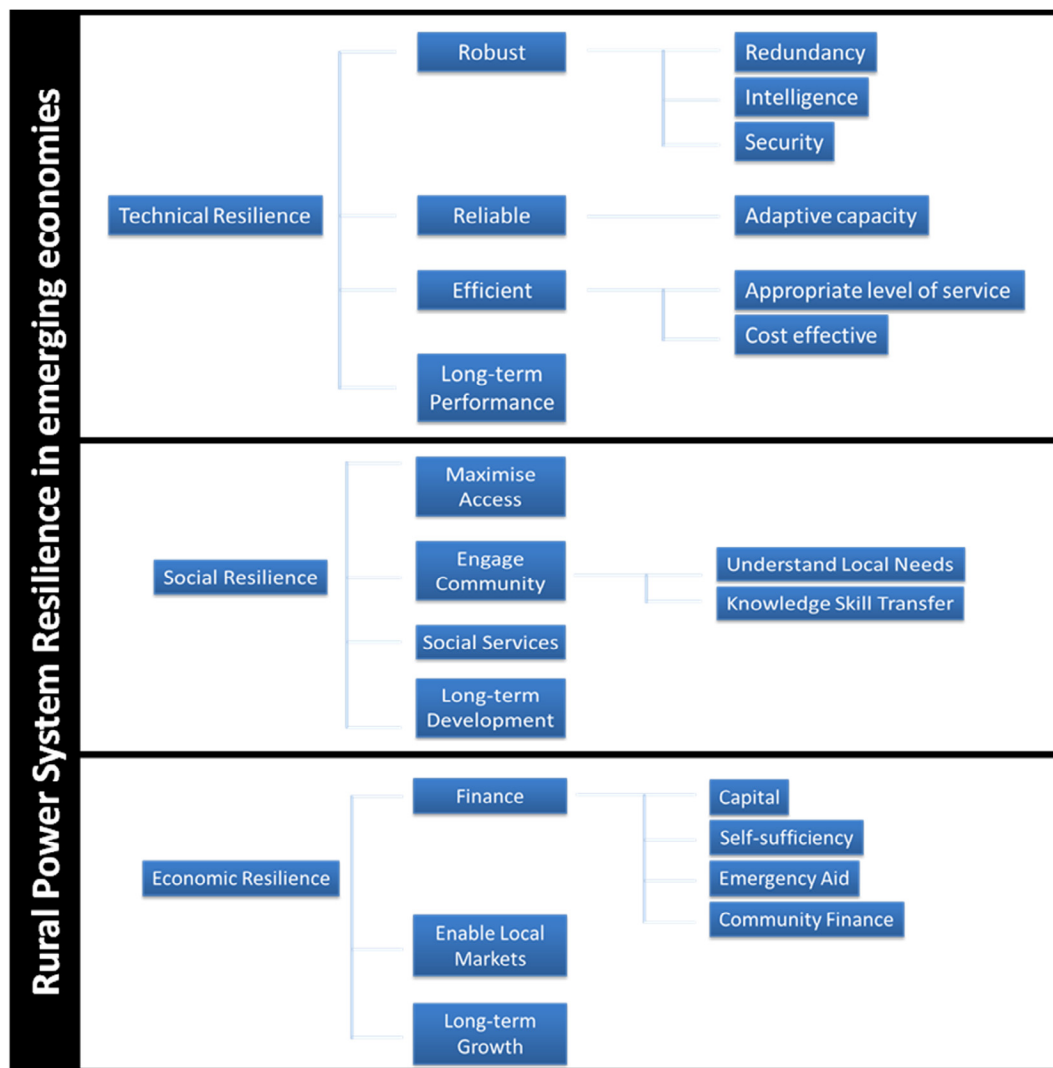 Rural Power System Resilience in emerging economies
Technical Resilience
Robust
Redundancy
Intelligence
Security
Reliable
Adaptive capacity
Efficient
Appropriate level of service
Cost effective
Long-term
Performance
Social Resilience
Maximise
Access
Engage
Community
Understand Local Needs
Knowledge Skill Transfer
Social Services
Long-term
Development
Economic Resilience
Finance
Capital
Self-sufficiency
Emergency Aid
Community Finance
Enable Local
Markets
Long-term
Growth